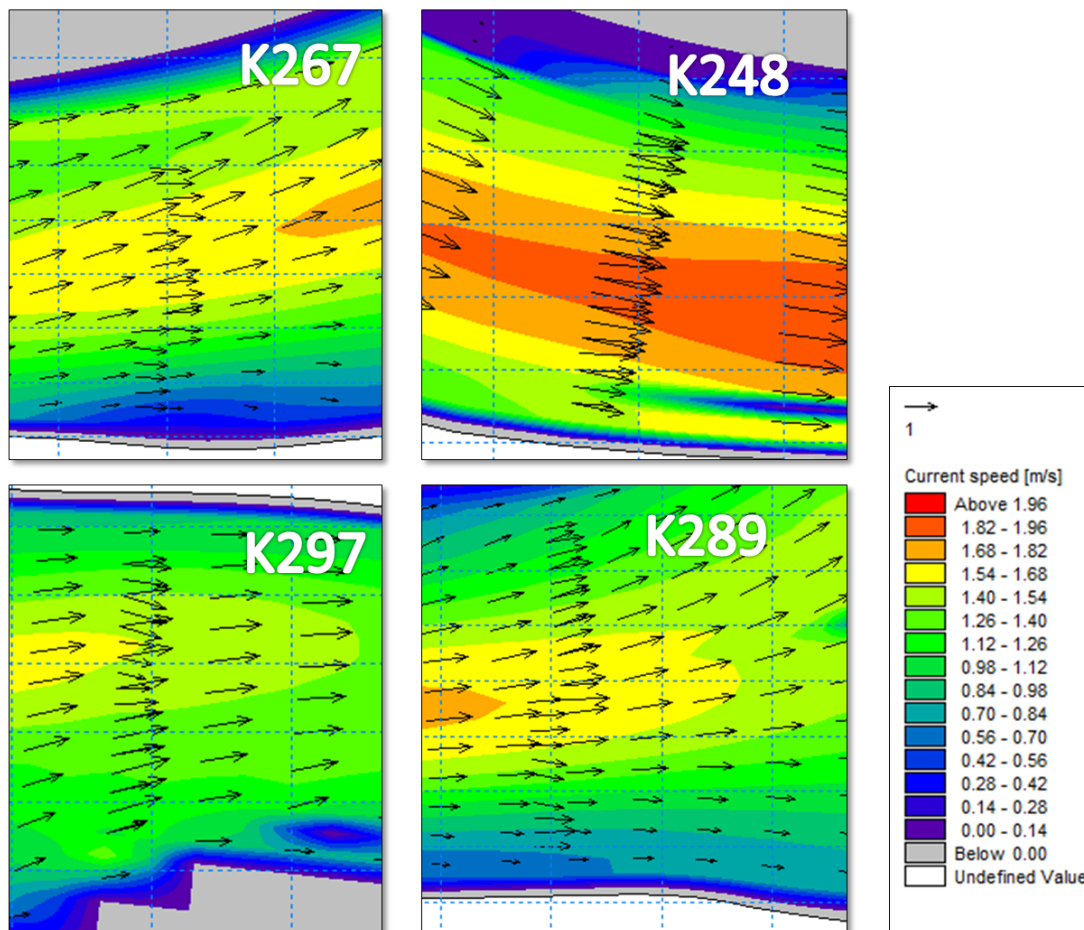 K267
K248
K297
K289
1
Current speed [m/s]
Above 1.96
1.82 - 1.96
1.68 - 1.82
1.54 - 1.68
1.40 - 1.54
1.26 - 1.40
1.12 - 1.26
0.98 - 1.12
0.84 - 0.98
0.70 - 0.84
0.56 - 0.70
0.42 - 0.56
0.28 - 0.42
0.14 - 0.28
0.00 - 0.14
Below 0.00
Undefined Value